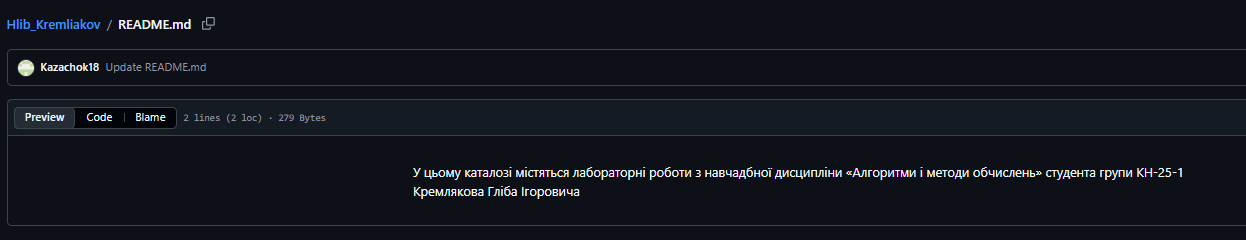 Hlib_Kremliakov / README.md
Kazachok18 Update README.md
Preview Code Blame 2 lines (2 loc) · 279 Bytes
У цьому каталозі містяться лабораторні роботи з навчадбної дисципліни «Алгоритми і методи обчислень» студента групи КН-25-1
Кремлякова Гліба Ігоровича